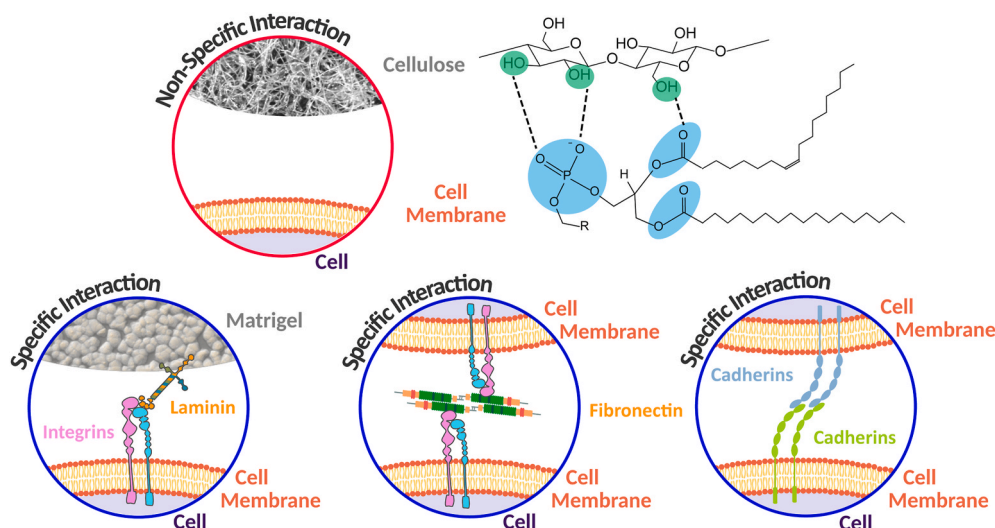 Non-Specific Interaction
Cellulose
Cell
Membrane
Cell
OH
O
HO
OH
O
HO
OH
O
OH
O
O
O
-
O
P
O
O
R
H
O
O
O
O
Specific Interaction
Matrigel
Laminin
Integrins
Cell
Membrane
Cell
Specific Interaction
Cell
Membrane
Fibronectin
Cell
Membrane
Cell
Specific Interaction
Cell
Membrane
Cadherins
Cadherins
Cell
Membrane
Cell